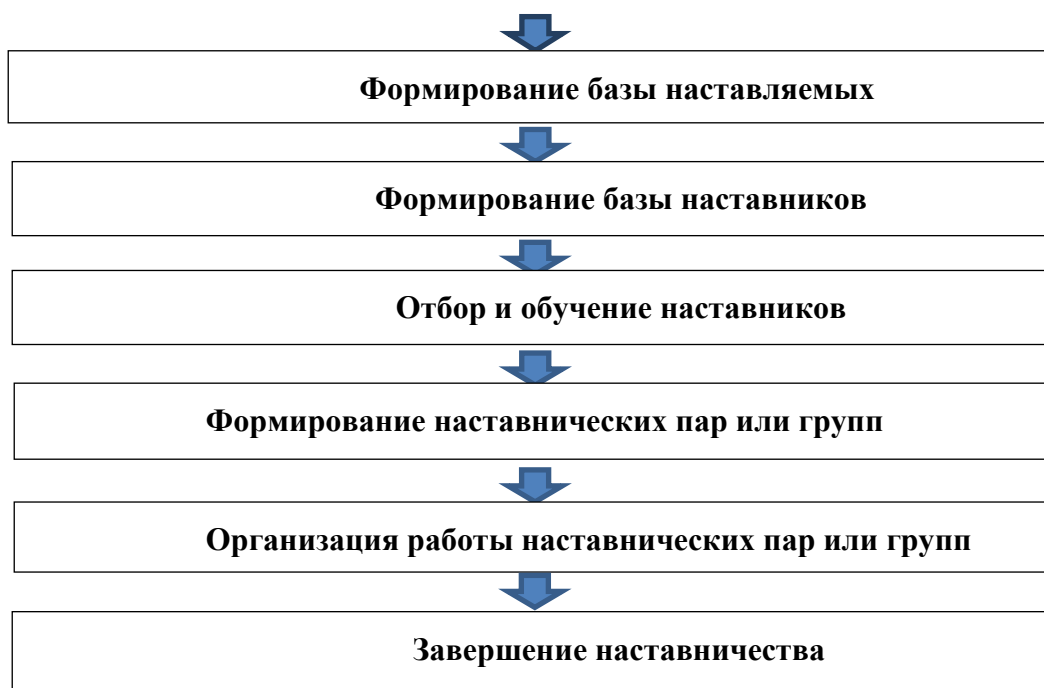 Формирование базы наставляемых
Формирование базы наставников
Отбор и обучение наставников
Формирование наставнических пар или групп
Организация работы наставнических пар или групп
Завершение наставничества